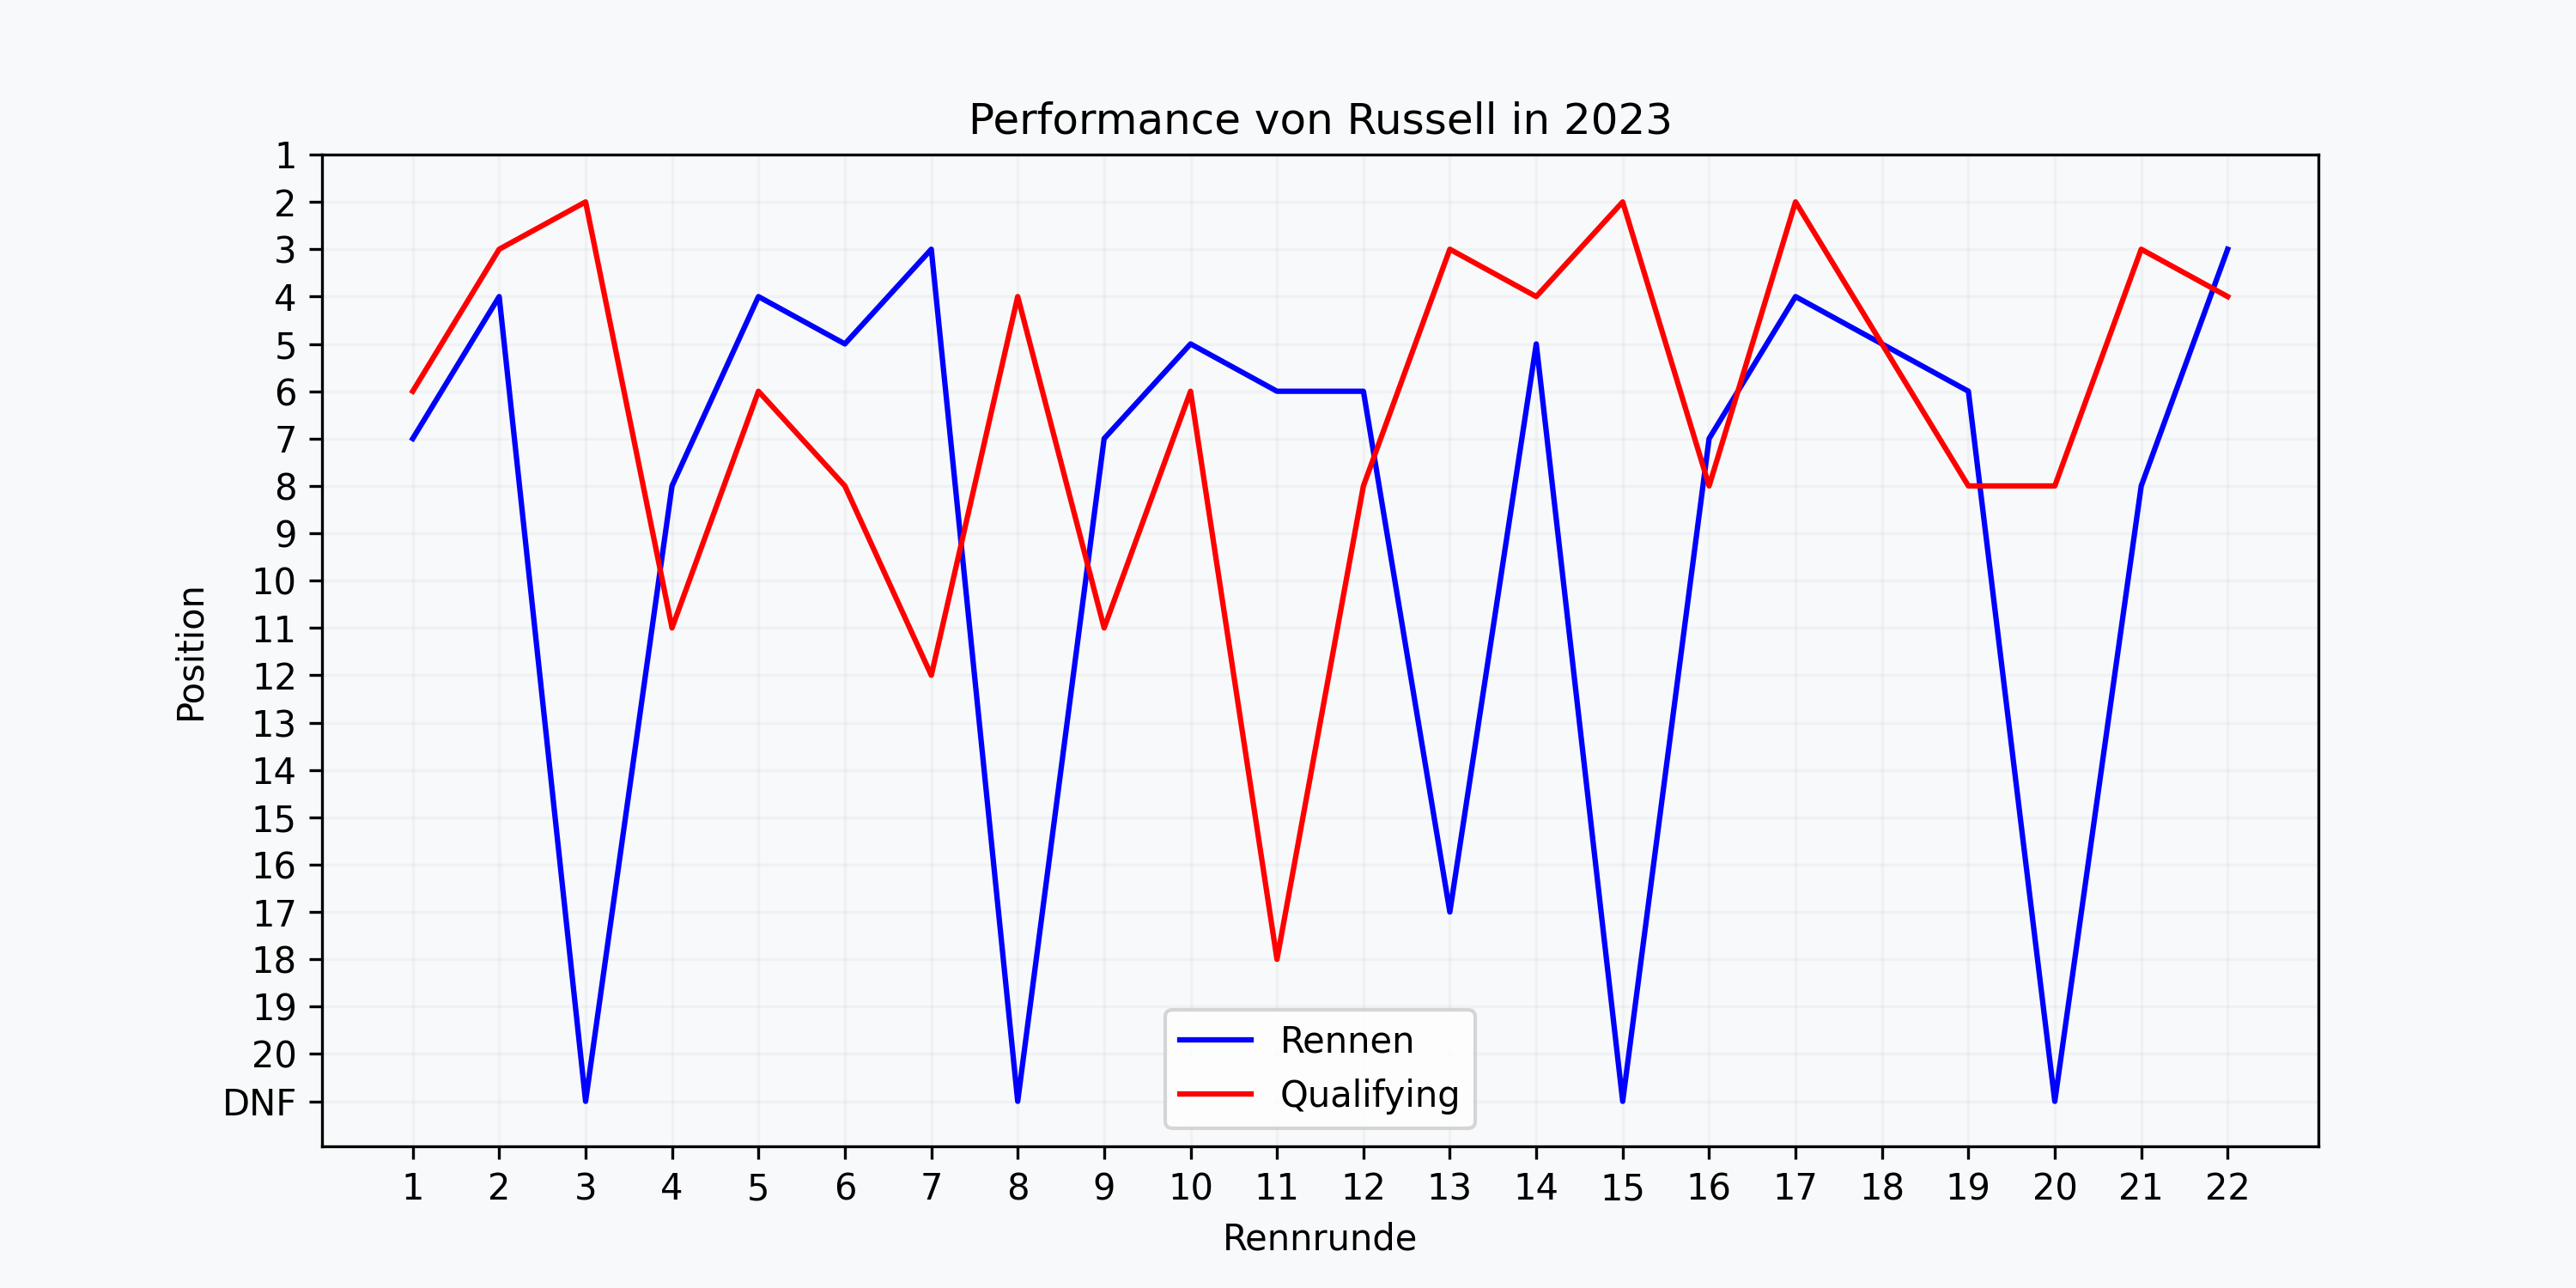 Performance von Russell in 2023
1
2
3
4
5
6
7
8
9
10
11
12
13
14
15
16
17
18
19
20
DNF
Position
Rennen
Qualifying
1 2 3 4 5 6 7 8 9 10 11 12 13 14 15 16 17 18 19 20 21 22
Rennrunde